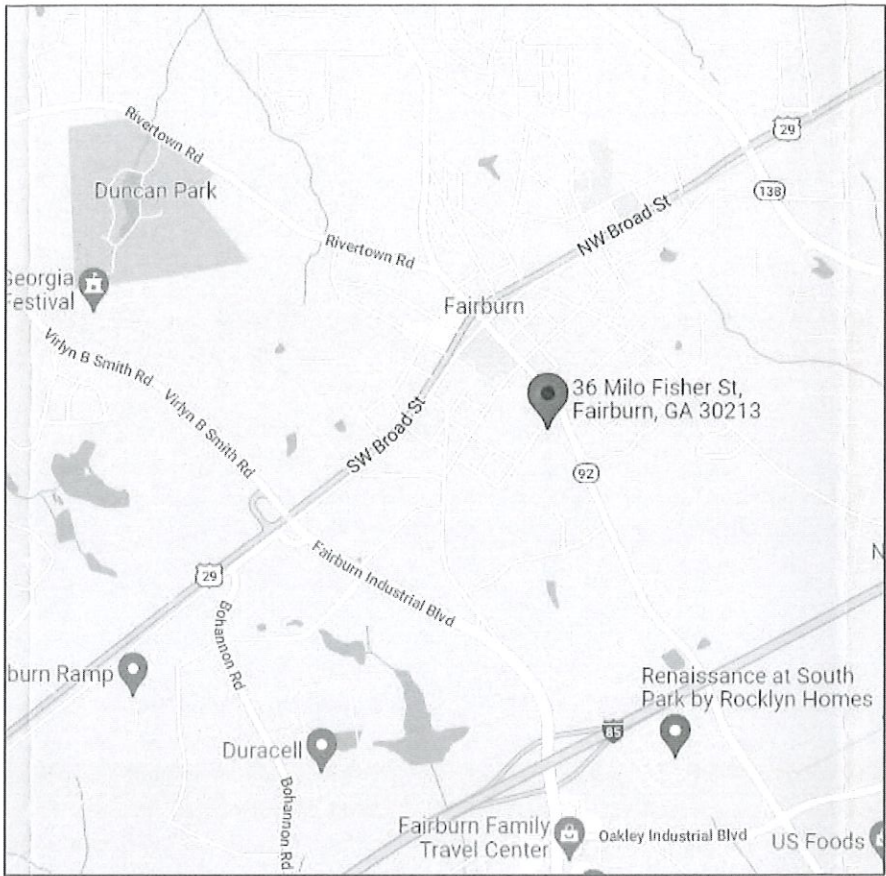 29
Rivertown Rd
138
Duncan Park
NW Broad St
Rivertown Rd
Georgia
Festival
Fairburn
Virlyn B Smith Rd
36 Milo Fisher St,
Fairburn, GA 30213
Virlyn B Smith Rd
SW Broad St
92
N
29
Fairburn Industrial Blvd
Bohannon Rd
burn Ramp
Renaissance at South
Park by Rocklyn Homes
85
Duracell
Bohannon Rd
Fairburn Family
Travel Center
Oakley Industrial Blvd
US Foods